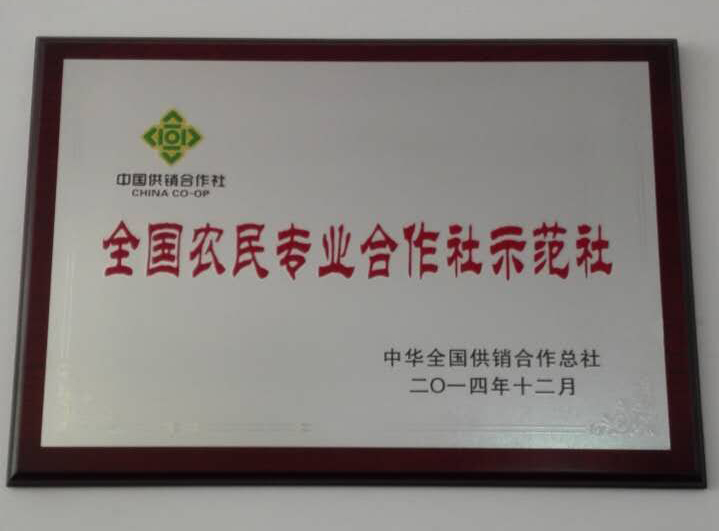 中国供销合作社
CHINA CO-OP
全国农民专业合作社示范社
中华全国供销合作总社
二〇一四年十二月